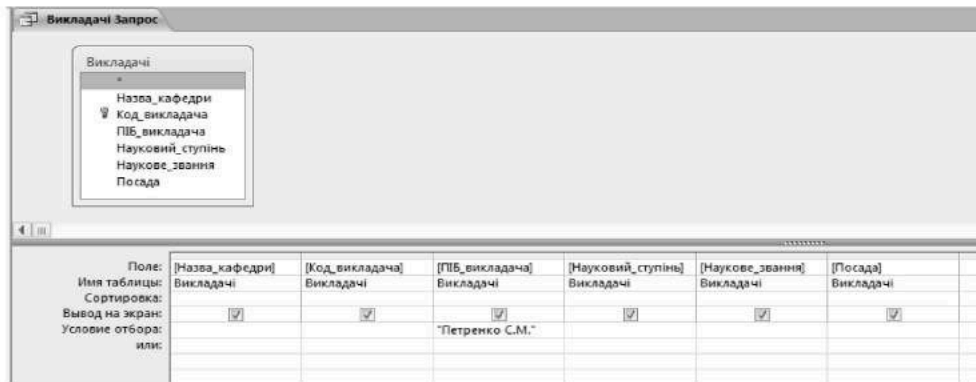 Викладачі Запрос
Викладачі
*
Назва_кафедри
Код_викладача
ПІБ_викладача
Науковий_ступінь
Наукове_звання
Посада
Поле: [Назва_кафедри] [Код_викладача] [ПІБ_викладача] [Науковий_ступінь] [Наукове_звання] [Посада]
Имя таблицы: Викладачі Викладачі Викладачі Викладачі Викладачі Викладачі
Сортировка:
Вывод на экран:
Условие отбора: "Петренко С.М."
или: